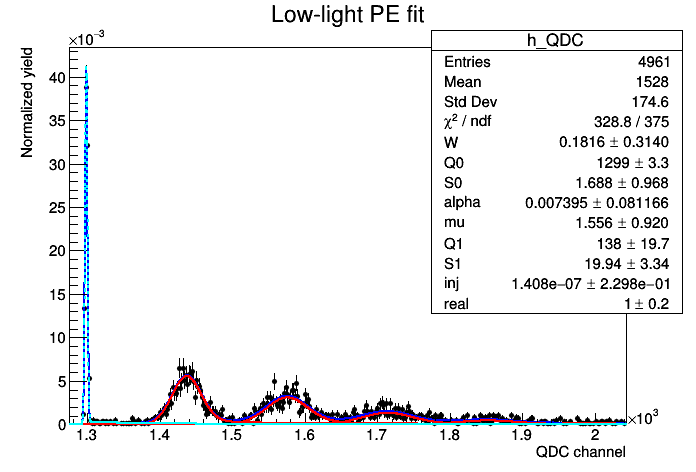 Low-light PE fit
×10⁻³
Normalized yield
40
35
30
25
20
15
10
5
0
1.3 1.4 1.5 1.6 1.7 1.8 1.9 2
×10³
QDC channel
h_QDC
Entries 4961
Mean 1528
Std Dev 174.6
χ² / ndf 328.8 / 375
W 0.1816 ± 0.3140
Q0 1299 ± 3.3
S0 1.688 ± 0.968
alpha 0.007395 ± 0.081166
mu 1.556 ± 0.920
Q1 138 ± 19.7
S1 19.94 ± 3.34
inj 1.408e−07 ± 2.298e−01
real 1 ± 0.2